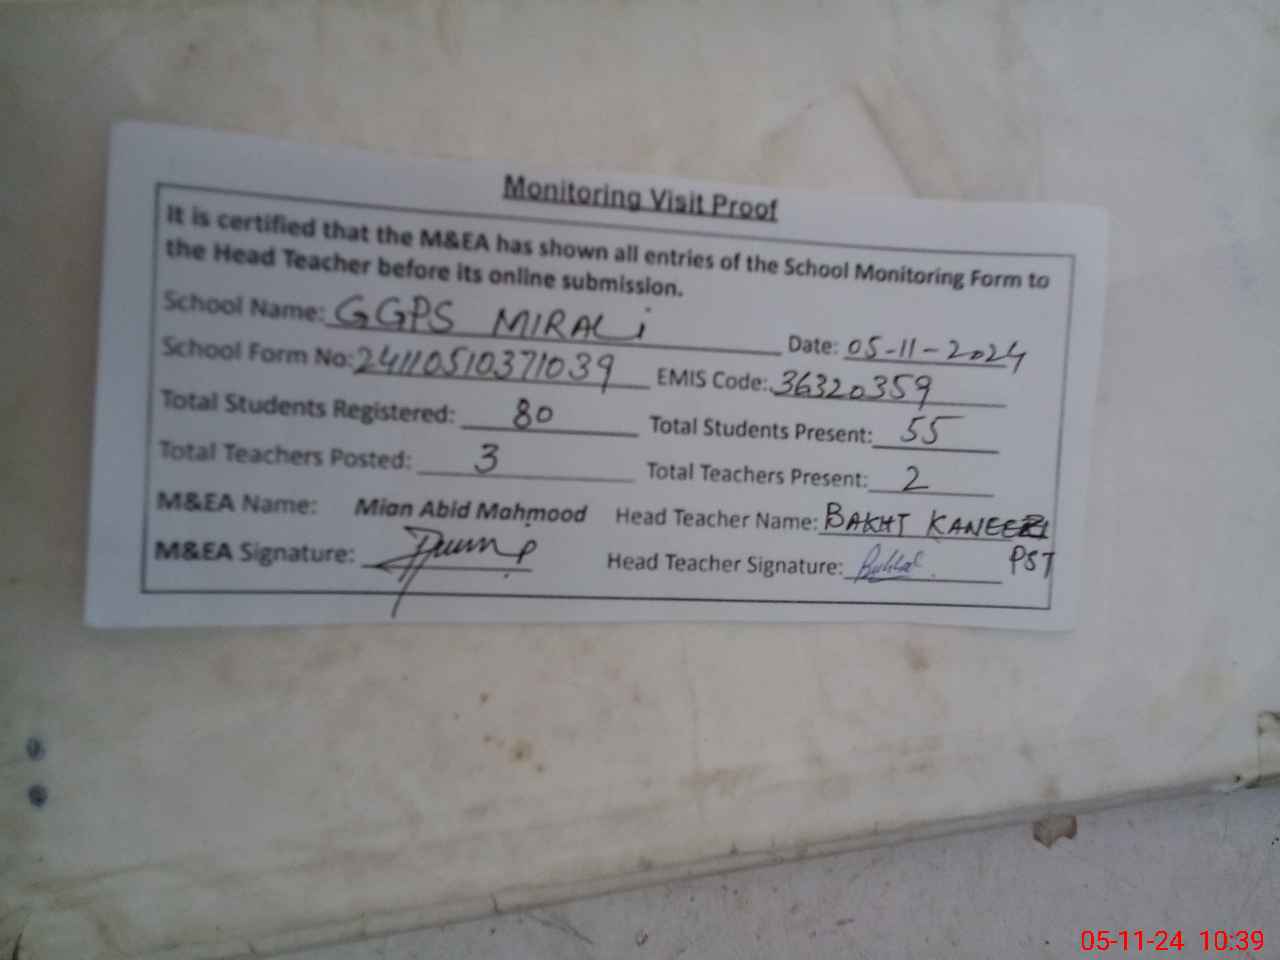 Monitoring Visit Proof
It is certified that the M&EA has shown all entries of the School Monitoring Form to
the Head Teacher before its online submission.
School Name: GGPS MIRALi Date: 05-11-2024
School Form No: 24110510371039 EMIS Code: 36320359
Total Students Registered: 80 Total Students Present: 55
Total Teachers Posted: 3 Total Teachers Present: 2
M&EA Name: Mian Abid Mahmood Head Teacher Name: BAKHT
M&EA Signature: Head Teacher Signature: PST
05-11-24 10:39